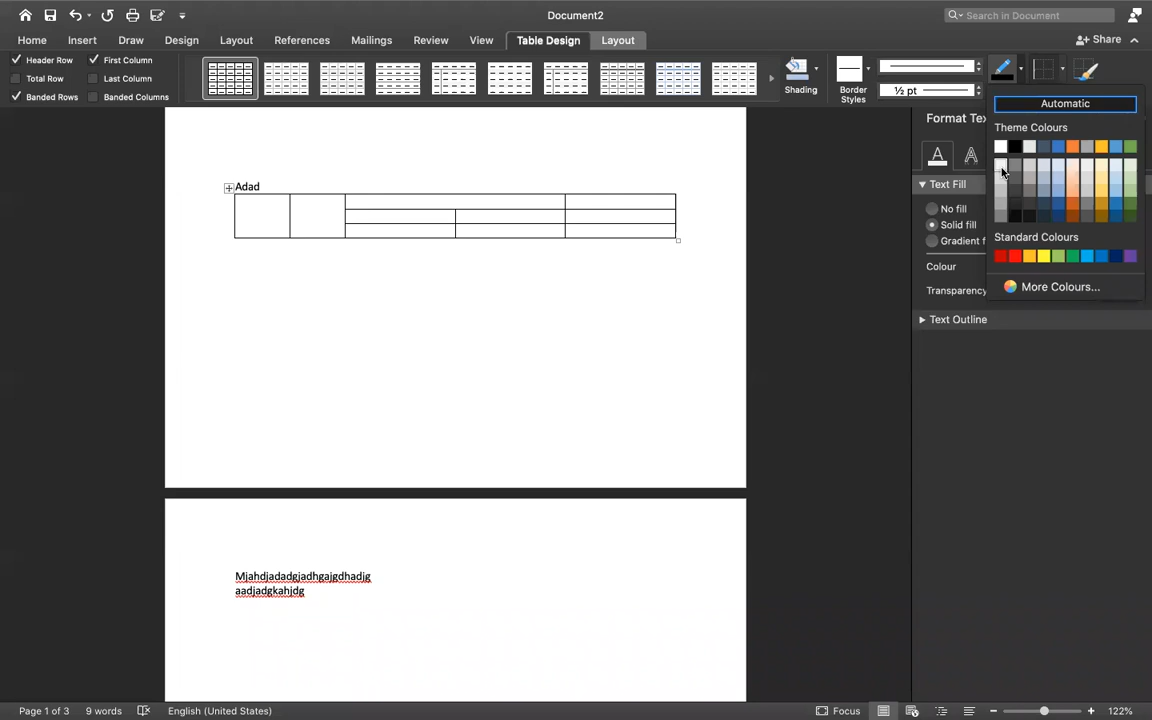 Document2
Search in Document
Home
Insert
Draw
Design
Layout
References
Mailings
Review
View
Table Design
Layout
Share
Header Row
First Column
Total Row
Last Column
Banded Rows
Banded Columns
Shading
Border
Styles
½ pt
Automatic
Theme Colours
Standard Colours
More Colours...
Format Tex
Text Fill
No fill
Solid fill
Gradient f
Colour
Transparency
Text Outline
Adad
Mjahdjadadgjadhgajgdhadjg
aadjadgkahjdg
Page 1 of 3
9 words
English (United States)
Focus
122%